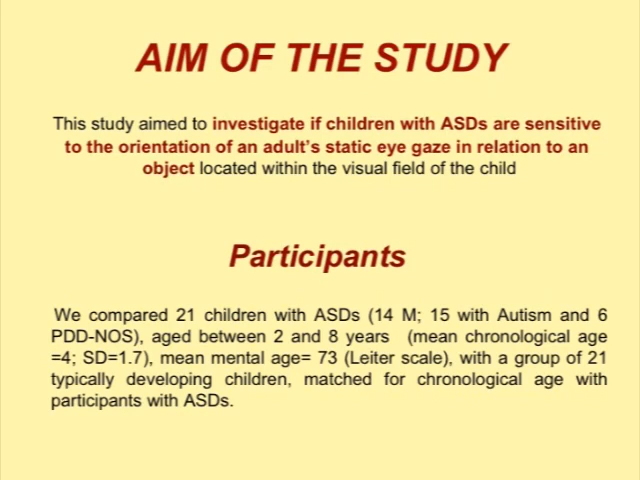 AIM OF THE STUDY
This study aimed to investigate if children with ASDs are sensitive
to the orientation of an adult's static eye gaze in relation to an
object located within the visual field of the child
Participants
We compared 21 children with ASDs (14 M; 15 with Autism and 6
PDD-NOS), aged between 2 and 8 years (mean chronological age
=4; SD=1.7), mean mental age= 73 (Leiter scale), with a group of 21
typically developing children, matched for chronological age with
participants with ASDs.